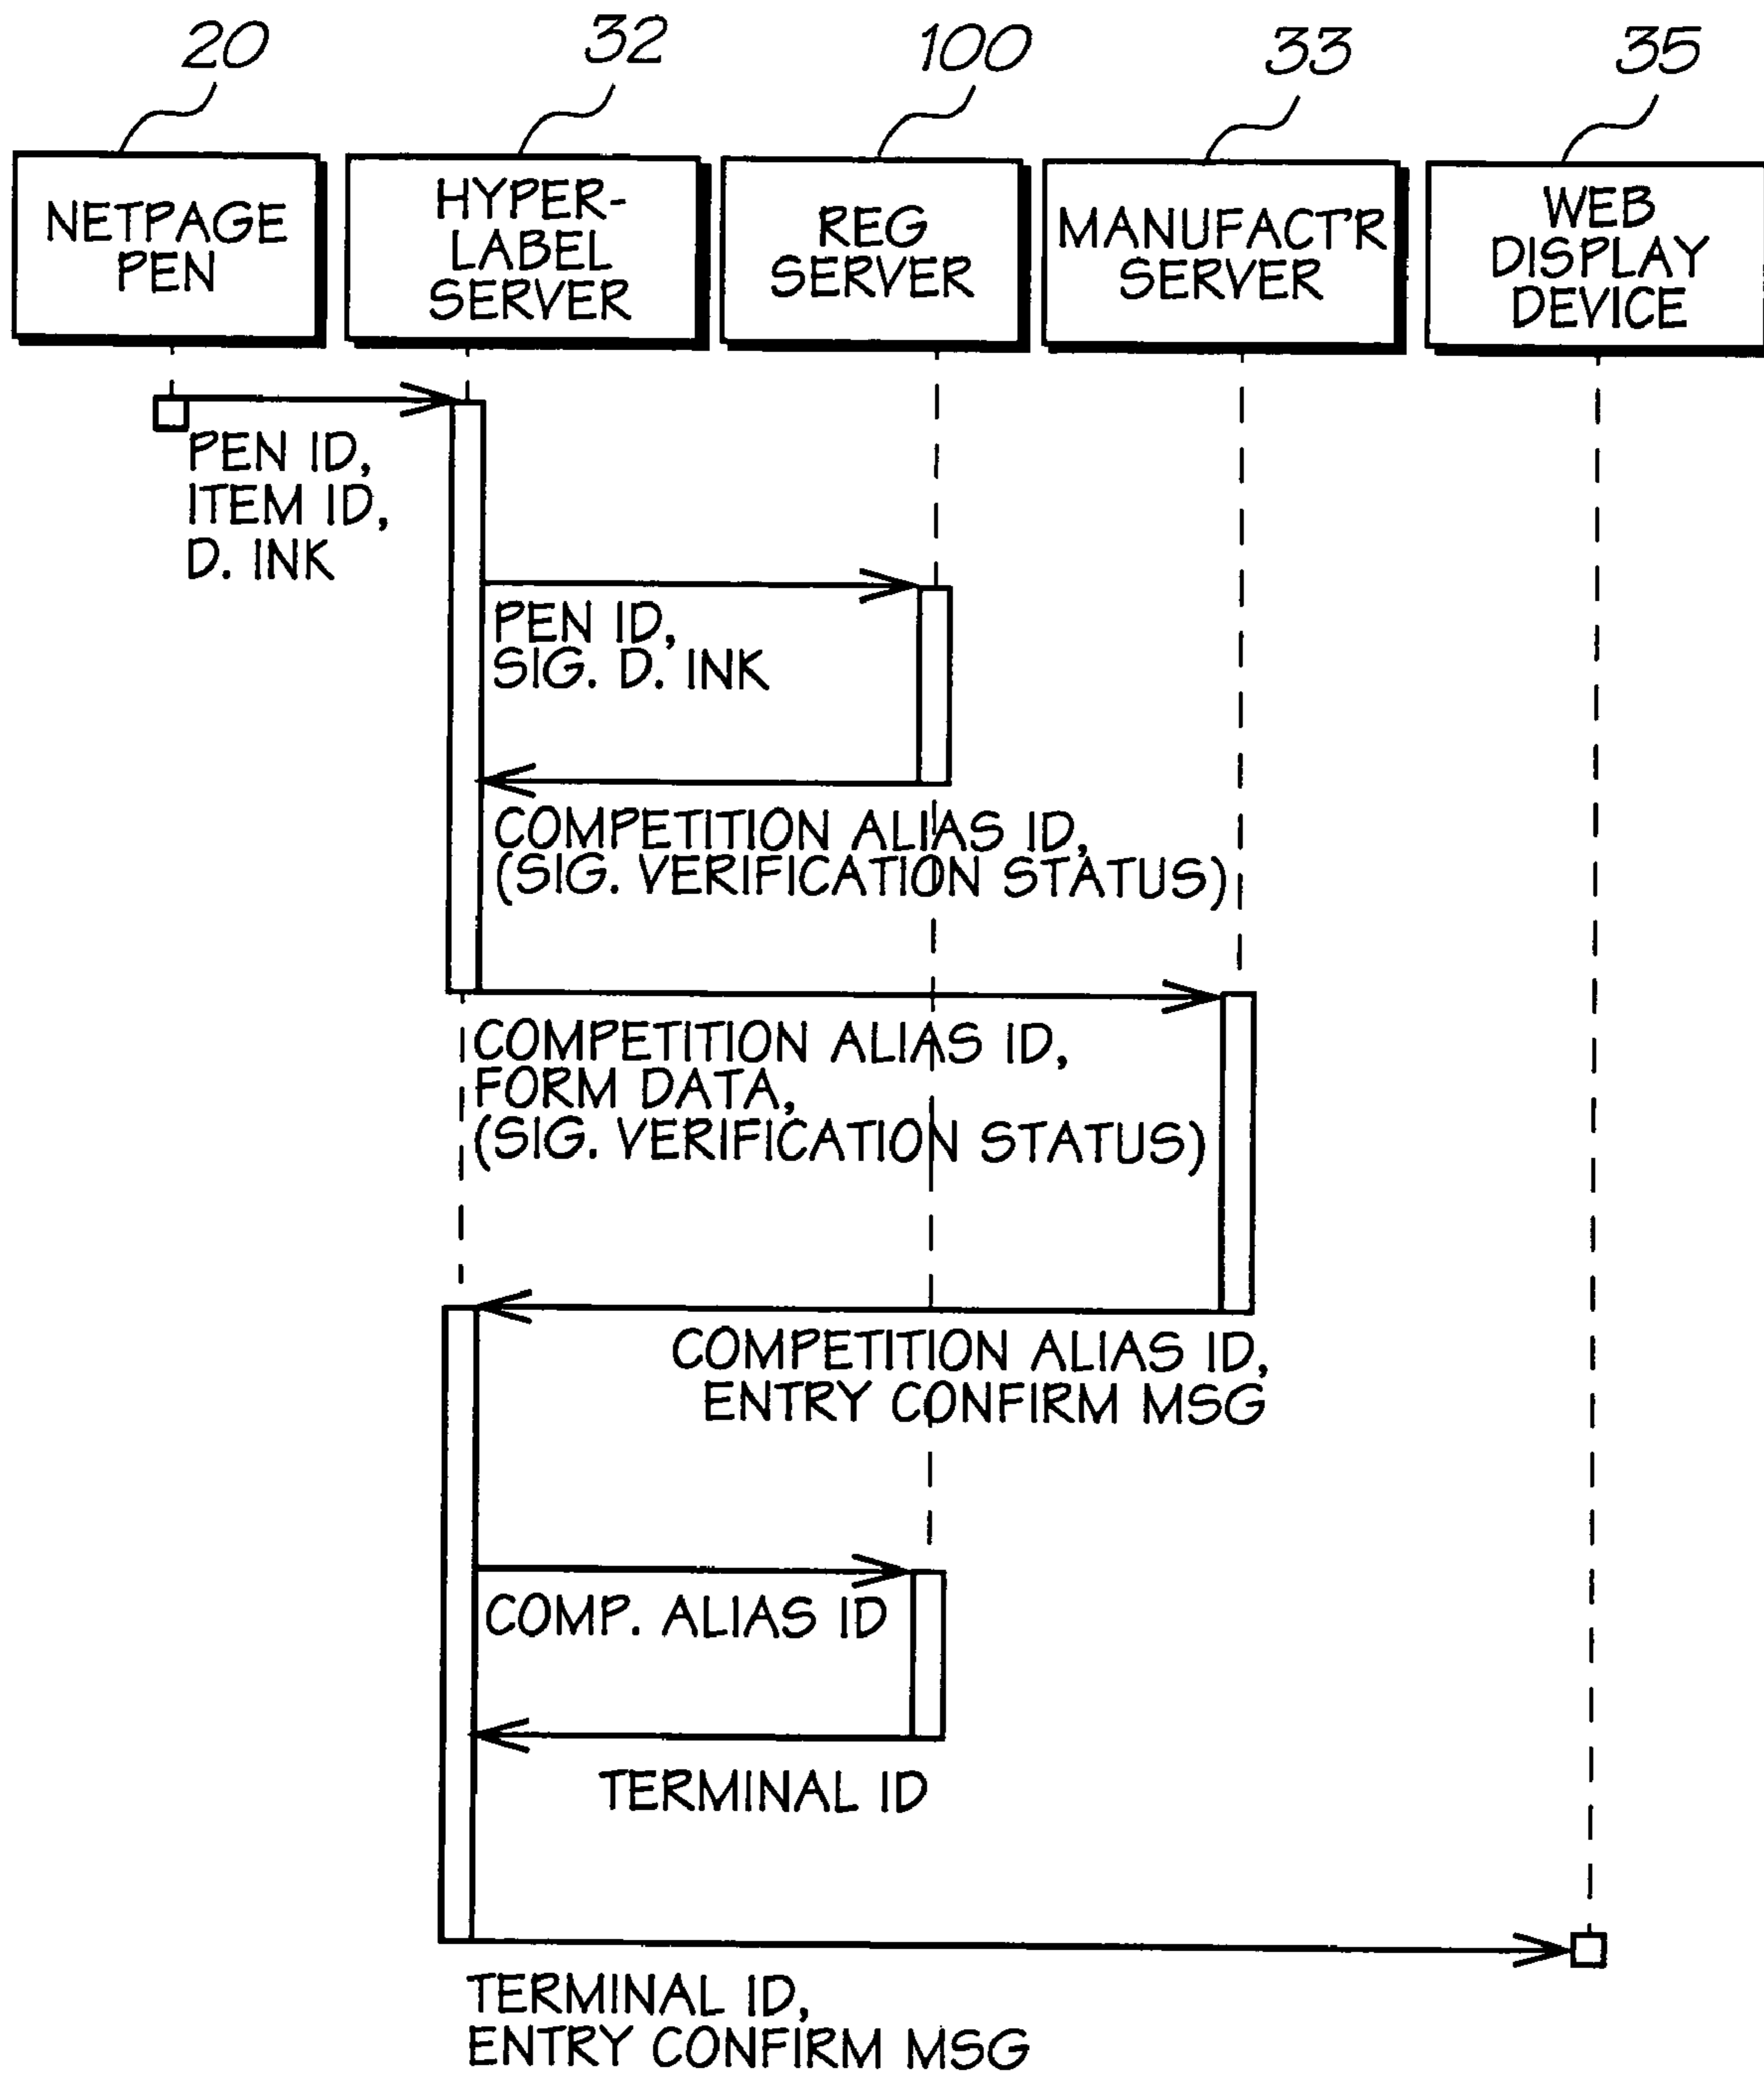 20
32
100
33
35
NETPAGE
PEN
HYPER-
LABEL
SERVER
REG
SERVER
MANUFACT'R
SERVER
WEB
DISPLAY
DEVICE
PEN ID,
ITEM ID,
D. INK
PEN ID,
SIG. D. INK
COMPETITION ALIAS ID,
(SIG. VERIFICATION STATUS)
COMPETITION ALIAS ID,
FORM DATA,
(SIG. VERIFICATION STATUS)
COMPETITION ALIAS ID,
ENTRY CONFIRM MSG
COMP. ALIAS ID
TERMINAL ID
TERMINAL ID,
ENTRY CONFIRM MSG